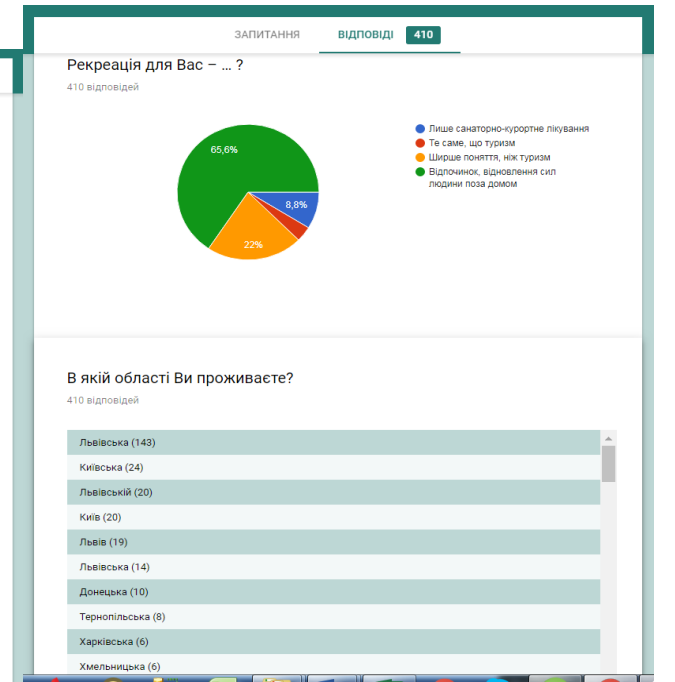 ЗАПИТАННЯ ВІДПОВІДІ 410
Рекреація для Вас – ... ?
410 відповідей
65,6%
8,8%
22%
Лише санаторно-курортне лікування
Те саме, що туризм
Ширше поняття, ніж туризм
Відпочинок, відновлення сил
людини поза домом
В якій області Ви проживаєте?
410 відповідей
Львівська (143)
Київська (24)
Львівській (20)
Київ (20)
Львів (19)
Львівська (14)
Донецька (10)
Тернопільська (8)
Харківська (6)
Хмельницька (6)